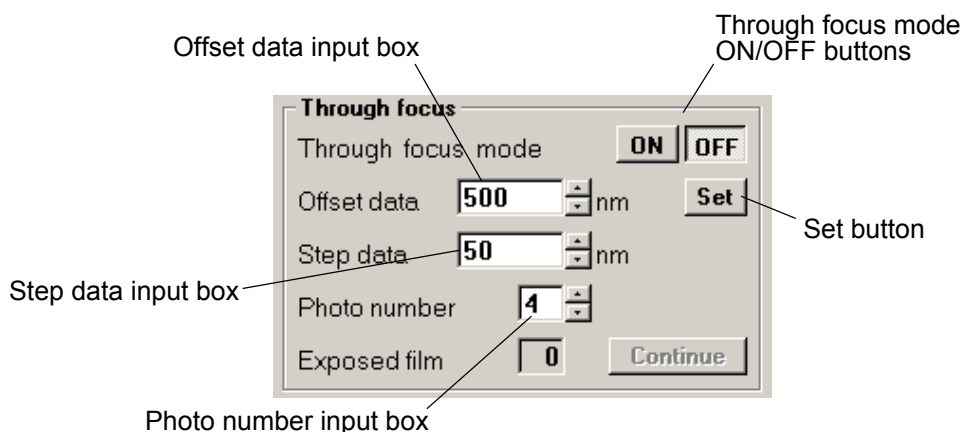 Through focus mode
ON/OFF buttons
Offset data input box
Through focus
Through focus mode ON OFF
Offset data 500 nm Set
Set button
Step data 50 nm
Step data input box
Photo number 4
Exposed film 0 Continue
Photo number input box